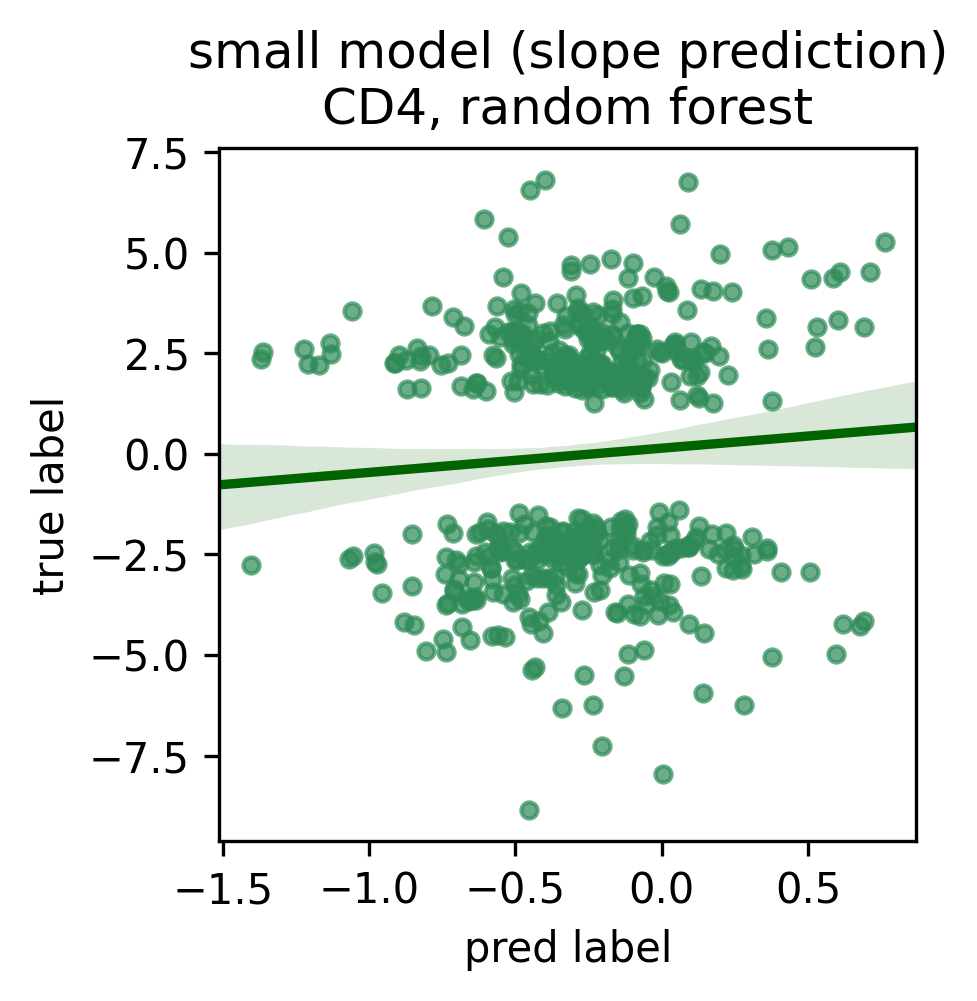 small model (slope prediction)
CD4, random forest
7.5
5.0
2.5
0.0
−2.5
−5.0
−7.5
true label
−1.5 −1.0 −0.5 0.0 0.5
pred label